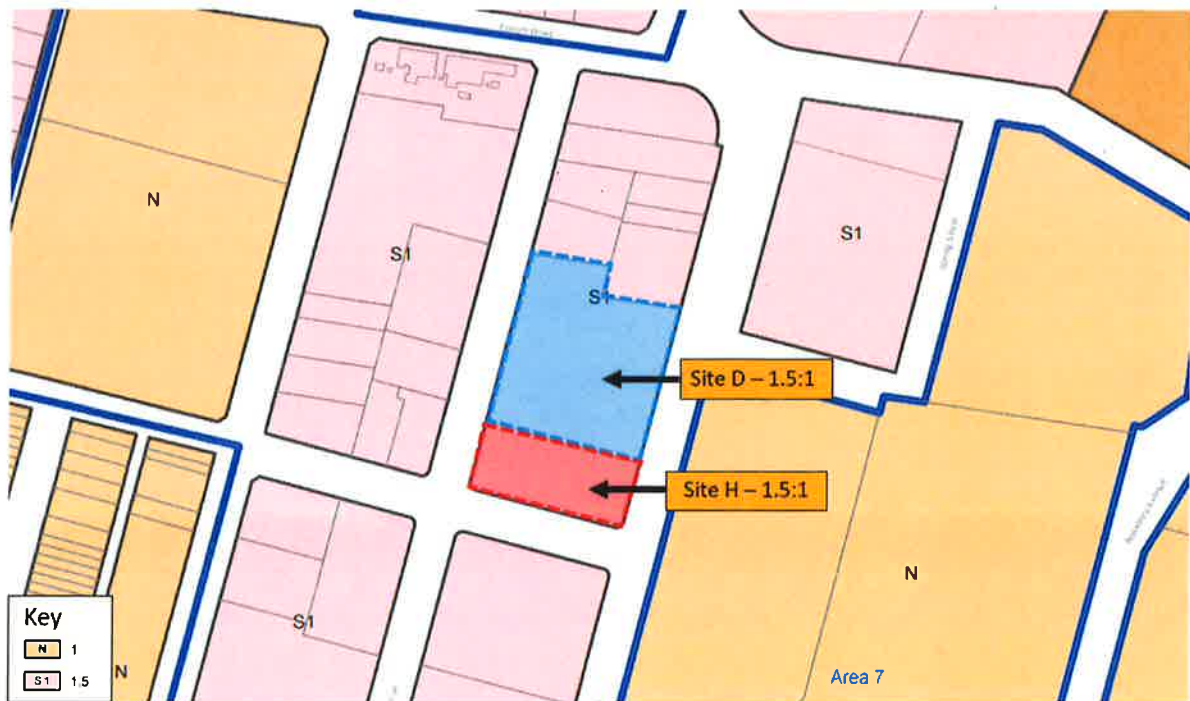 N
S1
S1
S1
Site D – 1.5:1
Site H – 1.5:1
N
S1
Key
N 1
S1 1.5
N
Area 7